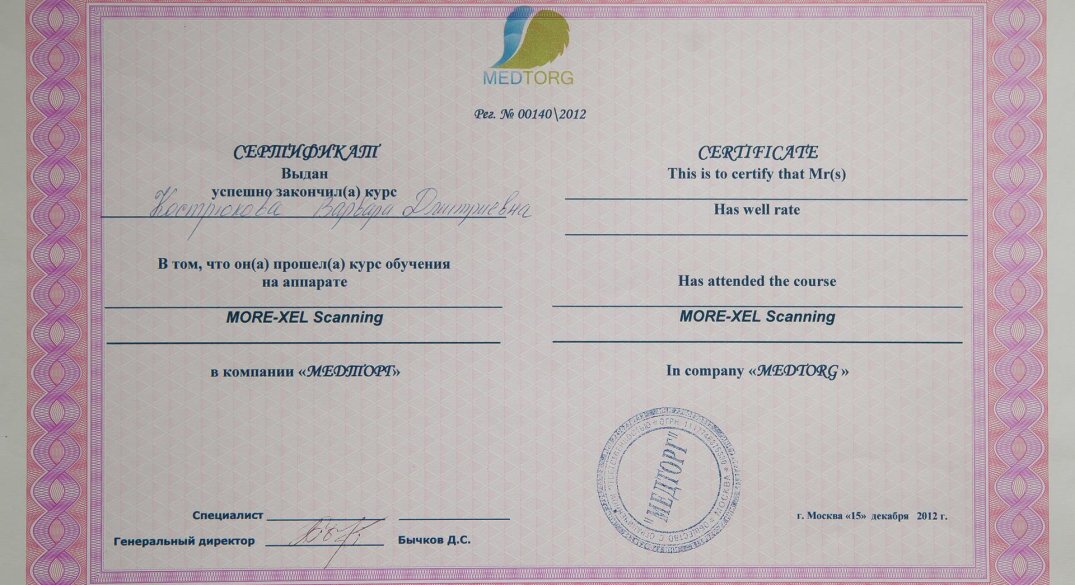 MEDTORG
Рег. № 00140\2012
СЕРТИФИКАТ
Выдан
успешно закончил(а) курс
Кострюкова Варвара Дмитриевна
В том, что он(а) прошел(а) курс обучения
на аппарате
MORE-XEL Scanning
в компании «МЕДТОРГ»
CERTIFICATE
This is to certify that Mr(s)
Has well rate
Has attended the course
MORE-XEL Scanning
In company «MEDTORG »
"МЕДТОРГ"
МОСКВА
Специалист
Генеральный директор Бычков Д.С.
г. Москва «15» декабря 2012 г.